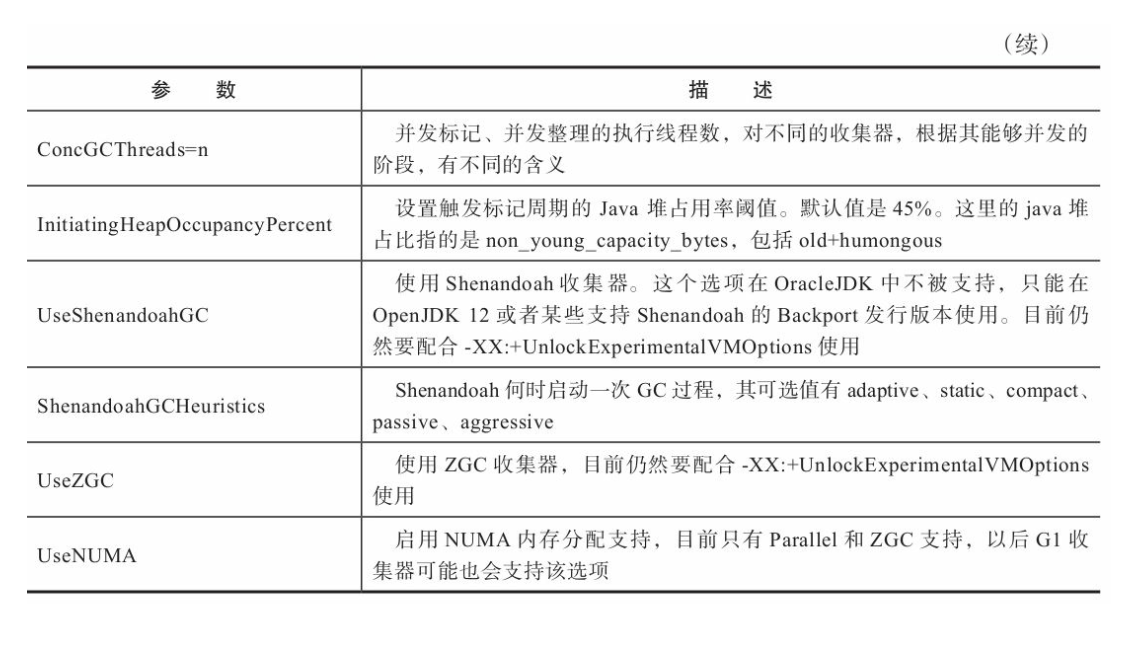 （续）
参 数 描 述
ConcGCThreads=n
并发标记、并发整理的执行线程数，对不同的收集器，根据其能够并发的
阶段，有不同的含义
InitiatingHeapOccupancyPercent
设置触发标记周期的 Java 堆占用率阈值。默认值是 45%。这里的 java 堆
占比指的是 non_young_capacity_bytes，包括 old+humongous
UseShenandoahGC
使用 Shenandoah 收集器。这个选项在 OracleJDK 中不被支持，只能在
OpenJDK 12 或者某些支持 Shenandoah 的 Backport 发行版本使用。目前仍
然要配合 -XX:+UnlockExperimentalVMOptions 使用
ShenandoahGCHeuristics
Shenandoah 何时启动一次 GC 过程，其可选值有 adaptive、static、compact、
passive、aggressive
UseZGC
使用 ZGC 收集器，目前仍然要配合 -XX:+UnlockExperimentalVMOptions
使用
UseNUMA
启用 NUMA 内存分配支持，目前只有 Parallel 和 ZGC 支持，以后 G1 收
集器可能也会支持该选项